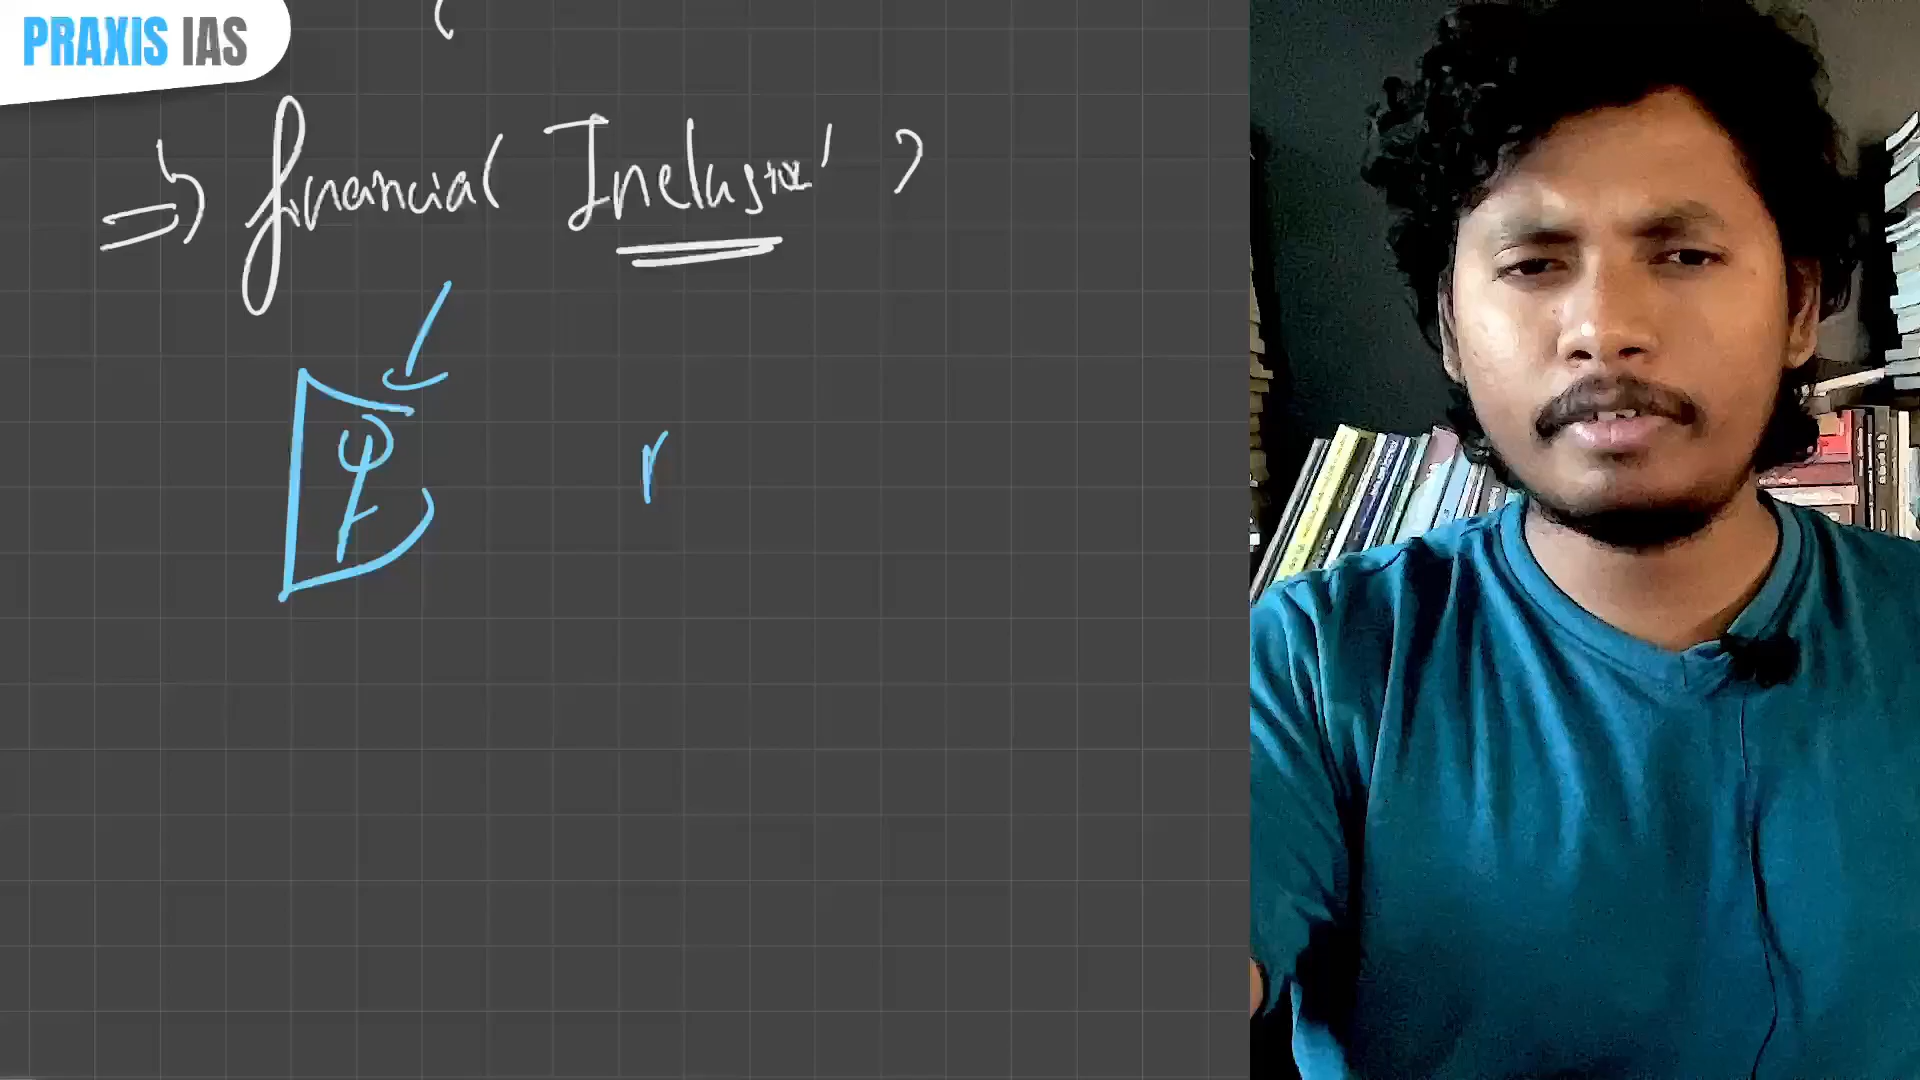 PRAXIS IAS
⇒ financial Inclusion ?
r